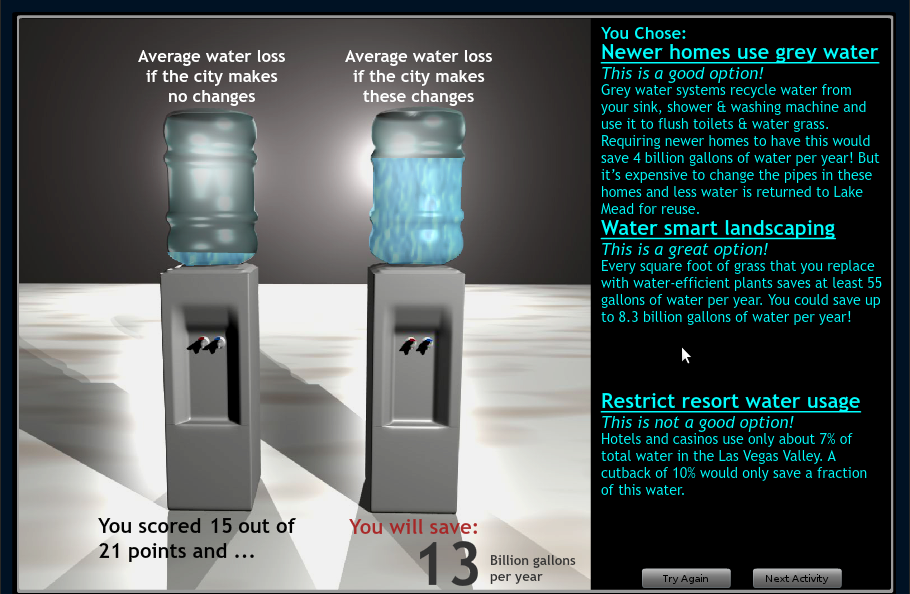 Average water loss
if the city makes
no changes
Average water loss
if the city makes
these changes
You scored 15 out of
21 points and ...
You will save:
13
Billion gallons
per year
You Chose:
Newer homes use grey water
This is a good option!
Grey water systems recycle water from
your sink, shower & washing machine and
use it to flush toilets & water grass.
Requiring newer homes to have this would
save 4 billion gallons of water per year! But
it's expensive to change the pipes in these
homes and less water is returned to Lake
Mead for reuse.
Water smart landscaping
This is a great option!
Every square foot of grass that you replace
with water-efficient plants saves at least 55
gallons of water per year. You could save up
to 8.3 billion gallons of water per year!
Restrict resort water usage
This is not a good option!
Hotels and casinos use only about 7% of
total water in the Las Vegas Valley. A
cutback of 10% would only save a fraction
of this water.
Try Again
Next Activity